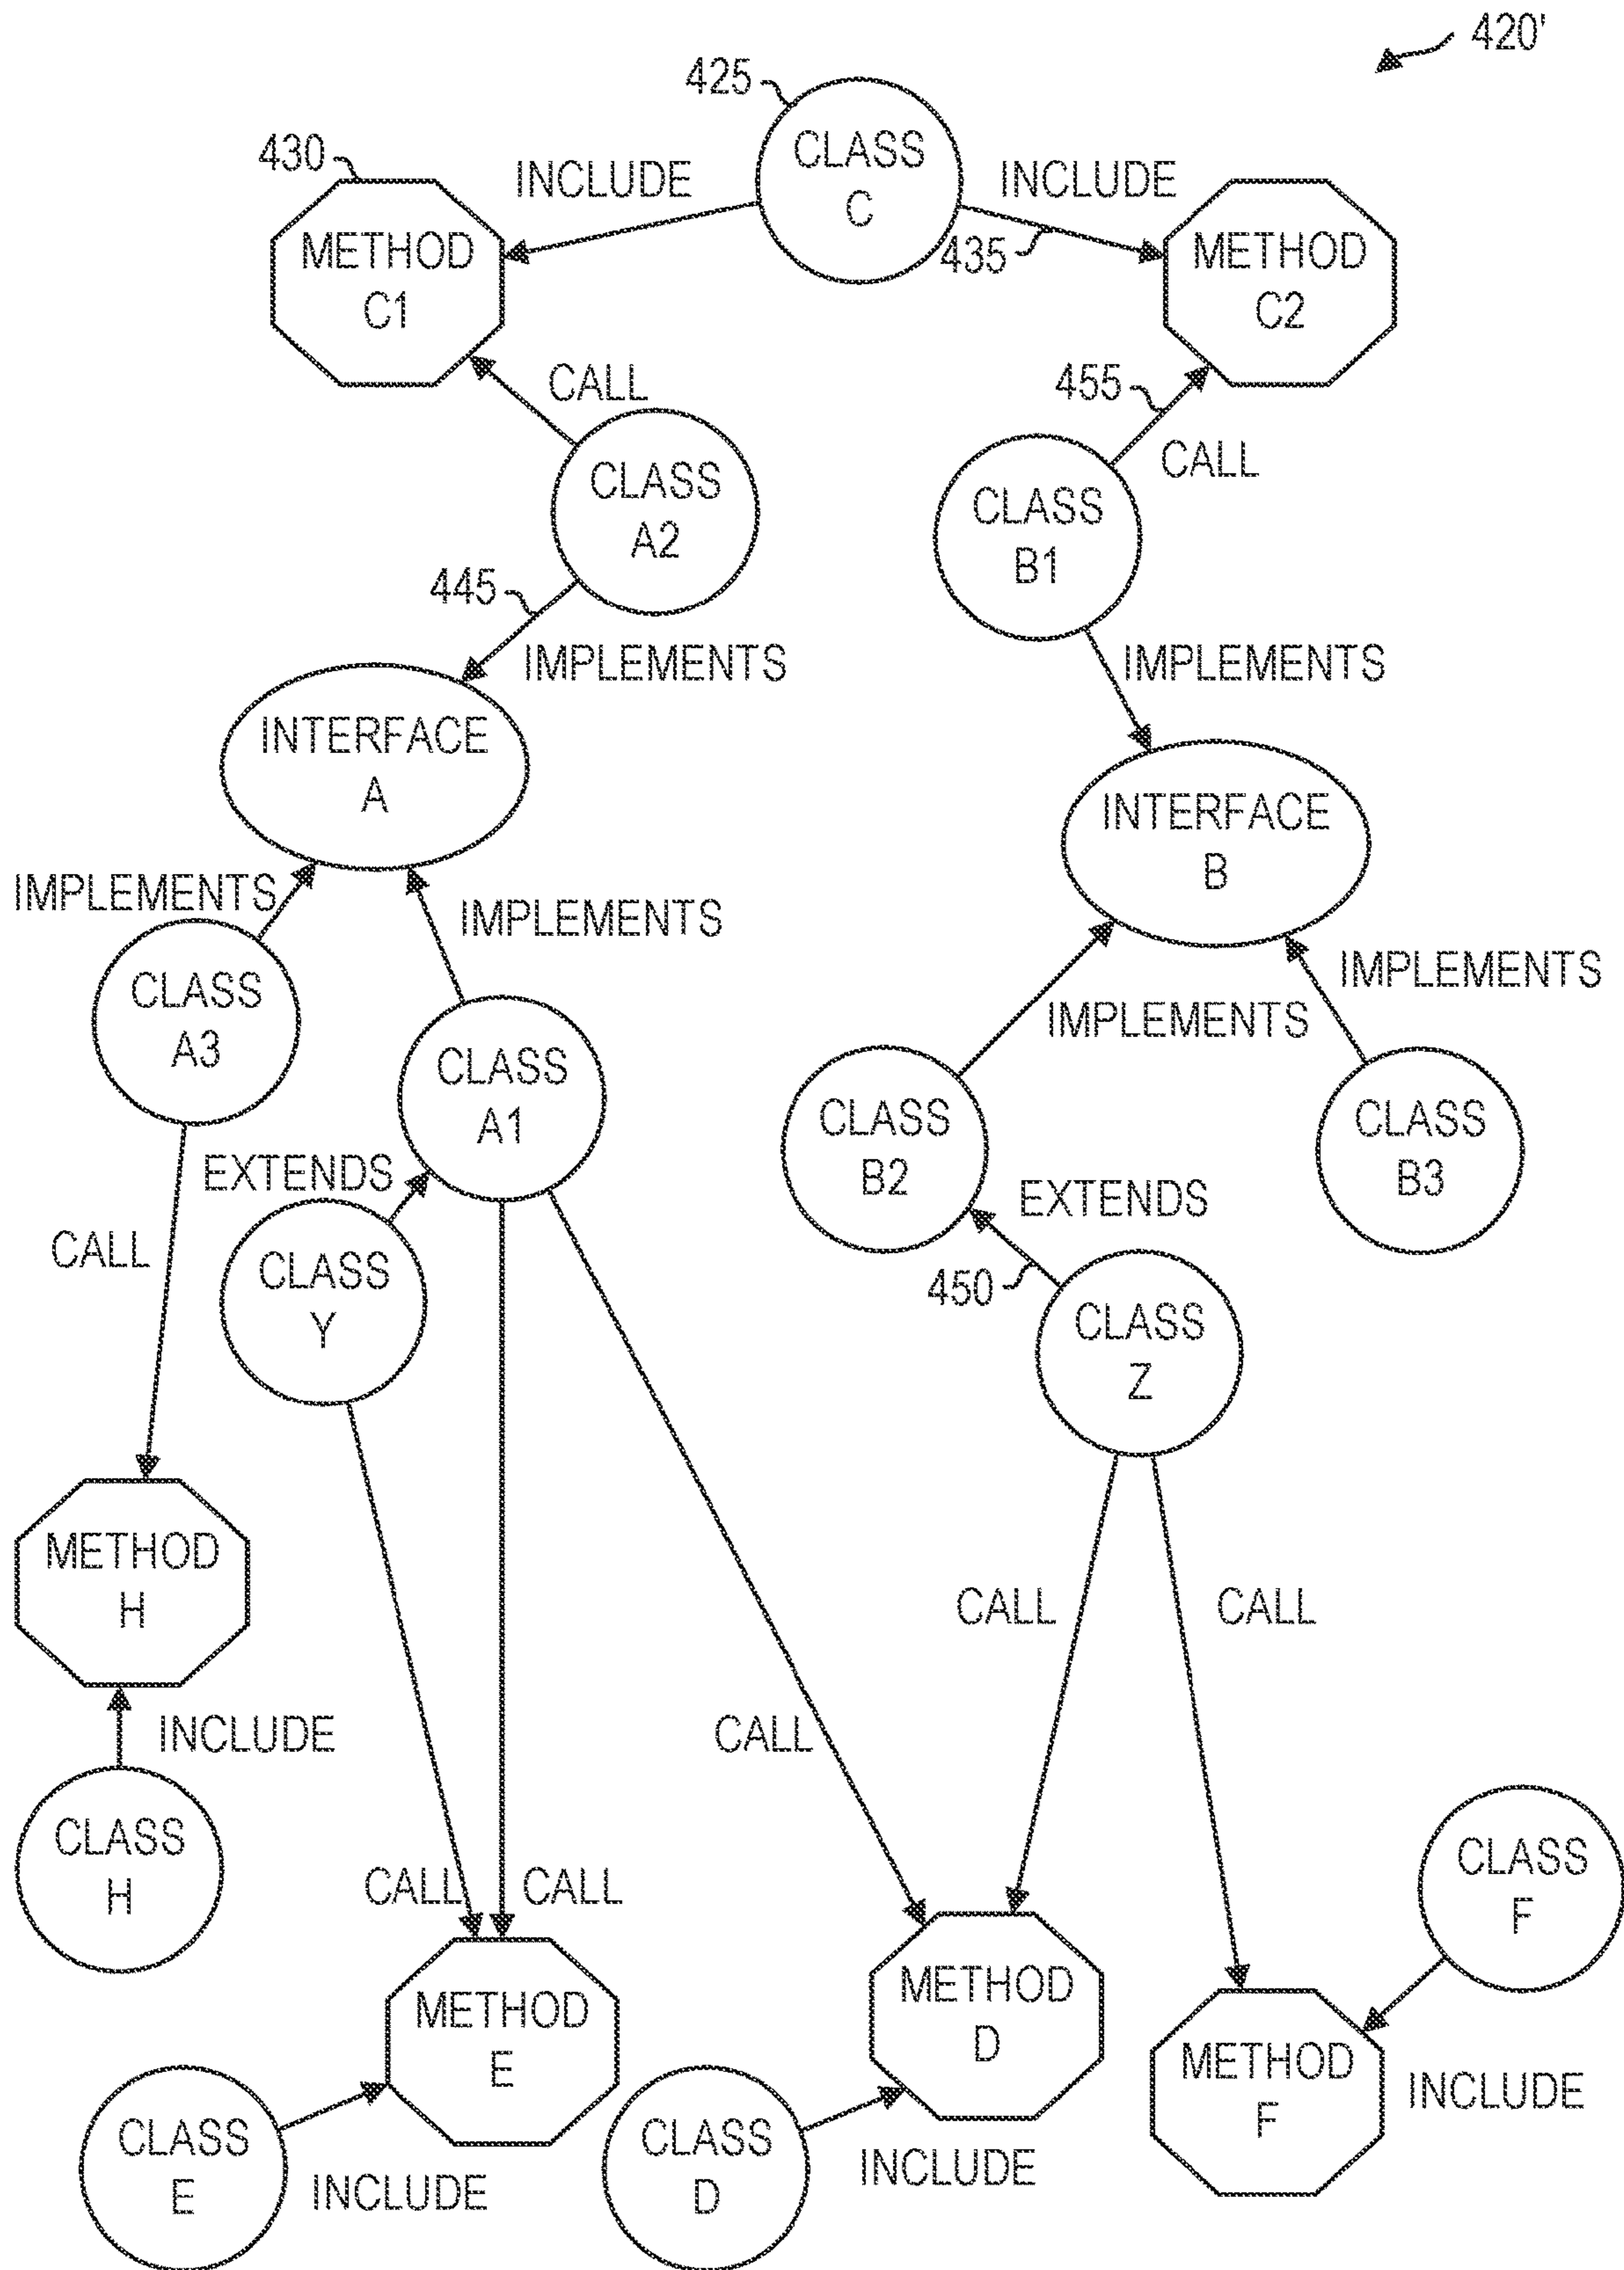 420'
425
CLASS
C
430
INCLUDE
INCLUDE
METHOD
C1
435
METHOD
C2
CALL
455
CALL
CLASS
A2
CLASS
B1
445
IMPLEMENTS
IMPLEMENTS
INTERFACE
A
INTERFACE
B
IMPLEMENTS
IMPLEMENTS
IMPLEMENTS
IMPLEMENTS
CLASS
A3
CLASS
A1
CLASS
B2
CLASS
B3
EXTENDS
EXTENDS
CALL
CLASS
Y
450
CLASS
Z
METHOD
H
CALL
CALL
INCLUDE
CALL
CLASS
H
CALL
CALL
CLASS
F
METHOD
E
METHOD
D
METHOD
F
INCLUDE
CLASS
E
INCLUDE
CLASS
D
INCLUDE